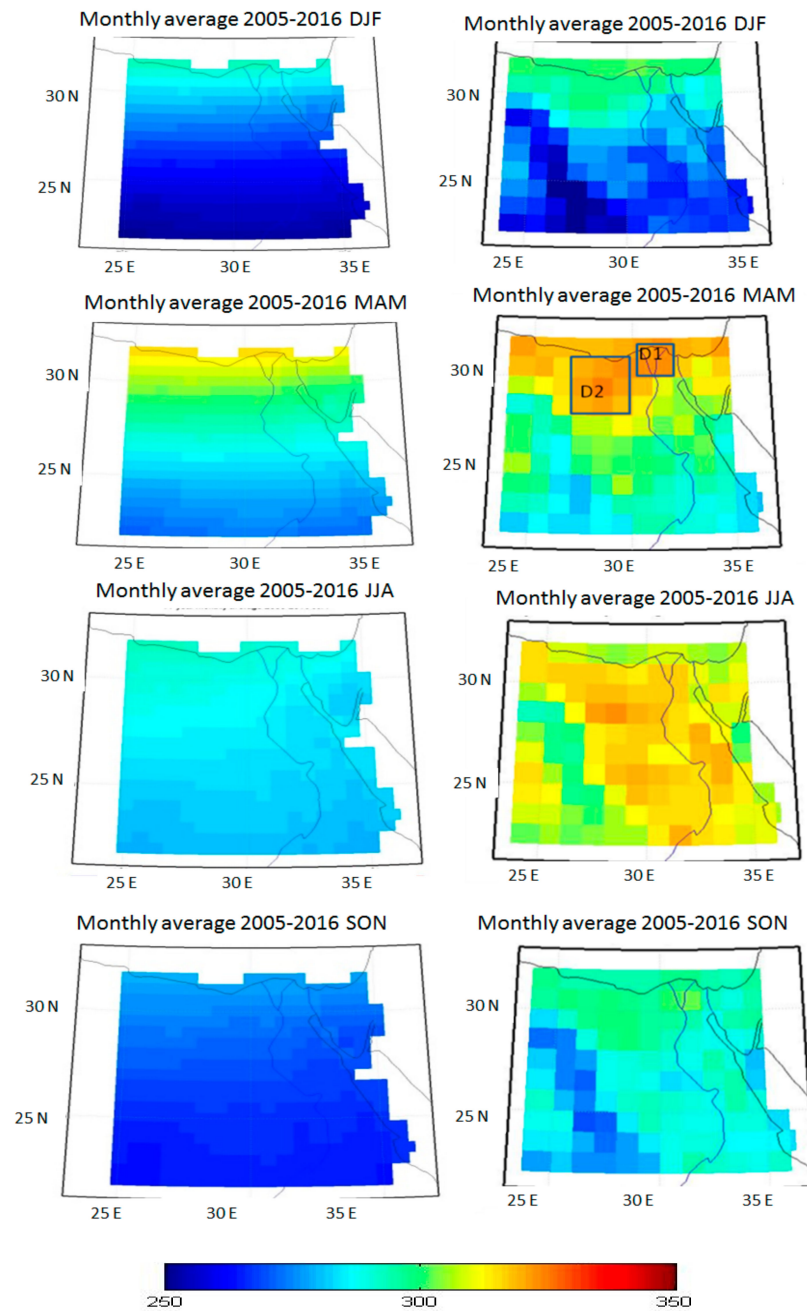 Monthly average 2005-2016 DJF
Monthly average 2005-2016 DJF
30 N
30 N
25 N
25 N
25 E 30 E 35 E
25 E 30 E 35 E
Monthly average 2005-2016 MAM
Monthly average 2005-2016 MAM
D1
30 N
30 N
D2
25 N
25 N
25 E 30 E 35 E
25 E 30 E 35 E
Monthly average 2005-2016 JJA
Monthly average 2005-2016 JJA
30 N
30 N
25 N
25 N
25 E 30 E 35 E
25 E 30 E 35 E
Monthly average 2005-2016 SON
Monthly average 2005-2016 SON
30 N
30 N
25 N
25 N
25 E 30 E 35 E
25 E 30 E 35 E
250 300 350